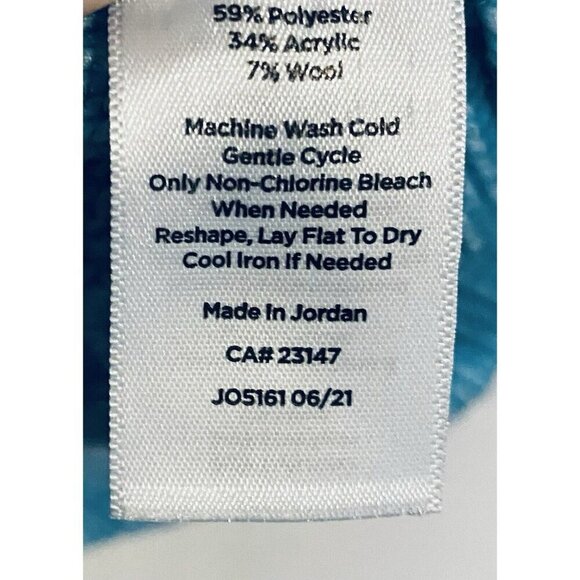 59% Polyester
34% Acrylic
7% Wool
Machine Wash Cold
Gentle Cycle
Only Non-Chlorine Bleach
When Needed
Reshape, Lay Flat To Dry
Cool Iron If Needed
Made In Jordan
CA# 23147
JO5161 06/21